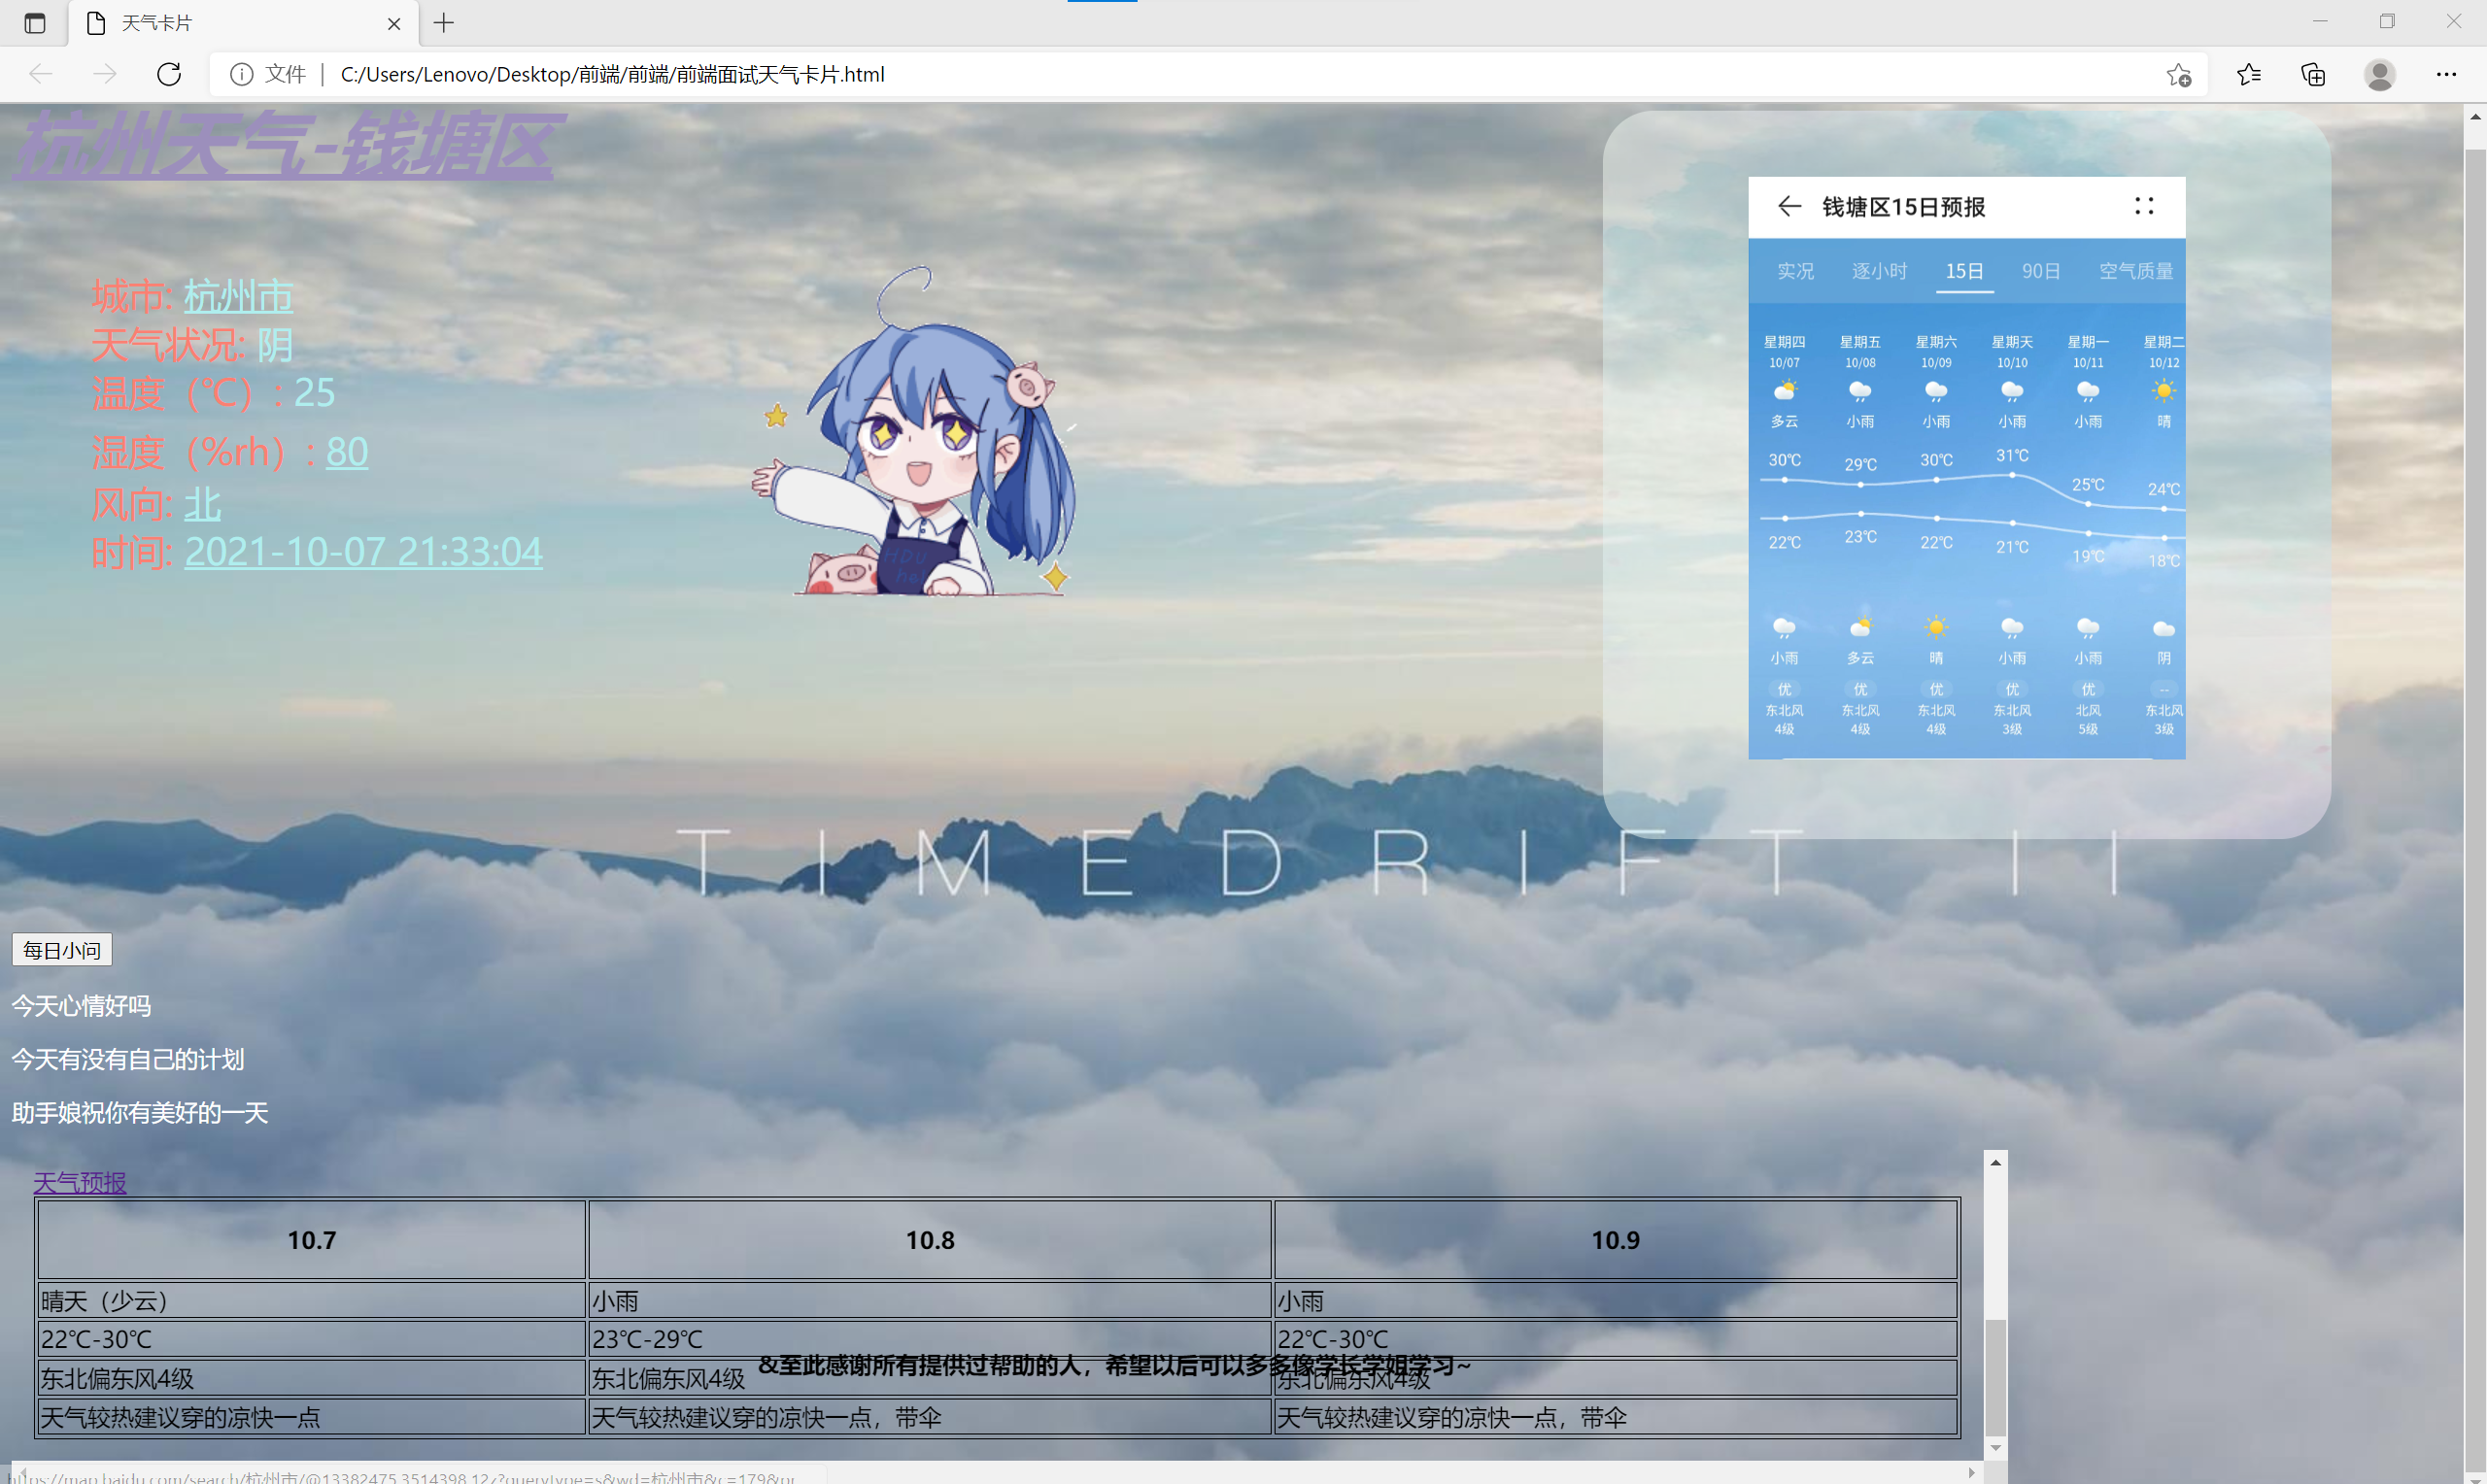 天气卡片
文件
C:/Users/Lenovo/Desktop/前端/前端/前端面试天气卡片.html
杭州天气-钱塘区
城市: 杭州市
天气状况: 阴
温度（℃）: 25
湿度（%rh）: 80
风向: 北
时间: 2021-10-07 21:33:04
HDU
hel
钱塘区15日预报
实况 逐小时 15日 90日 空气质量
星期四 星期五 星期六 星期天 星期一 星期二
10/07 10/08 10/09 10/10 10/11 10/12
多云 小雨 小雨 小雨 小雨 晴
30℃ 29℃ 30℃ 31℃ 25℃ 24℃
22℃ 23℃ 22℃ 21℃ 19℃ 18℃
小雨 多云 晴 小雨 小雨 阴
优 优 优 优 优 --
东北风 东北风 东北风 东北风 北风 东北风
4级 4级 4级 3级 5级 3级
TIMEDRIFT II
每日小问
今天心情好吗
今天有没有自己的计划
助手娘祝你有美好的一天
天气预报
10.7 10.8 10.9
晴天（少云） 小雨 小雨
22℃-30℃ 23℃-29℃ 22℃-30℃
&至此感谢所有提供过帮助的人，希望以后可以多多像学长学姐学习~
东北偏东风4级 东北偏东风4级 东北偏东风4级
天气较热建议穿的凉快一点 天气较热建议穿的凉快一点，带伞 天气较热建议穿的凉快一点，带伞
https://map.baidu.com/search/杭州市/@13382475,3514398,12z?querytype=s&wd=杭州市&c=179&pr